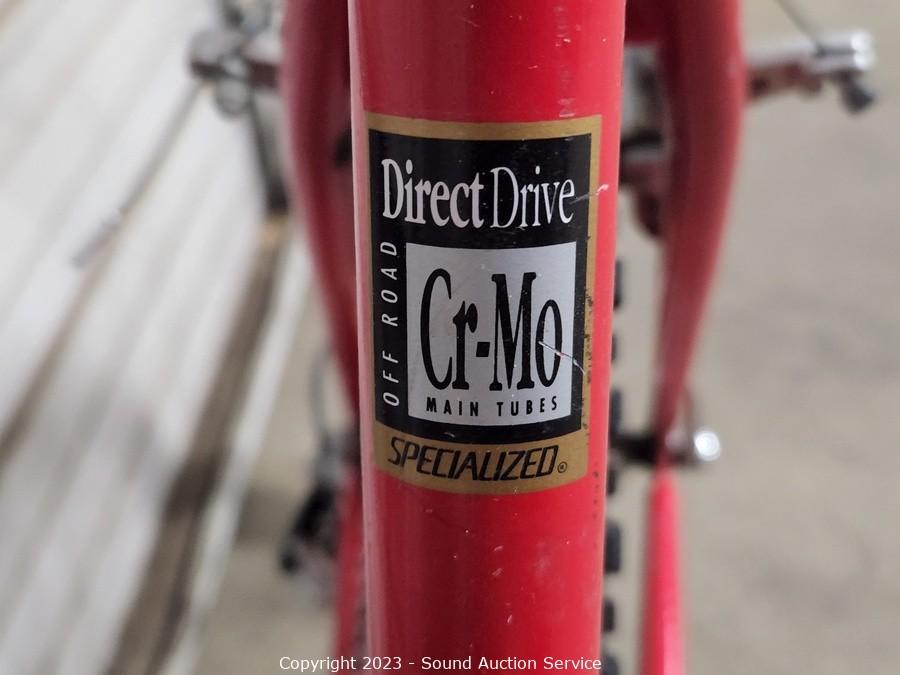 Direct Drive
OFF ROAD
Cr-Mo
MAIN TUBES
SPECIALIZED®
Copyright 2023 - Sound Auction Service